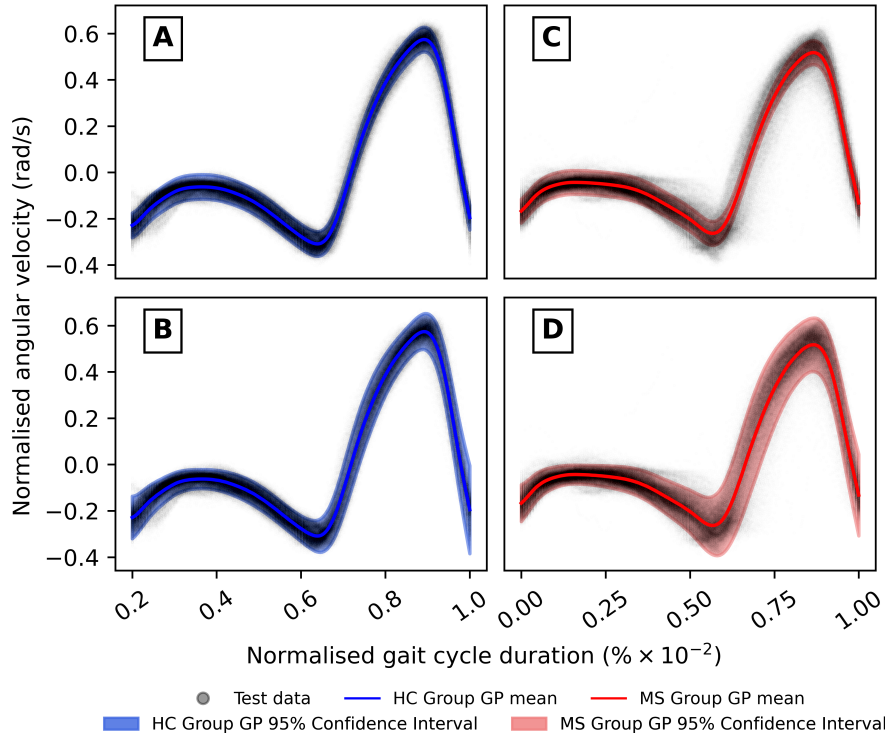 A
C
0.6
0.4
0.2
0.0
−0.2
−0.4
B
D
0.6
0.4
0.2
0.0
−0.2
−0.4
Normalised angular velocity (rad/s)
0.2 0.4 0.6 0.8 1.0
0.00 0.25 0.50 0.75 1.00
Normalised gait cycle duration (% × 10⁻²)
Test data HC Group GP mean MS Group GP mean
HC Group GP 95% Confidence Interval MS Group GP 95% Confidence Interval